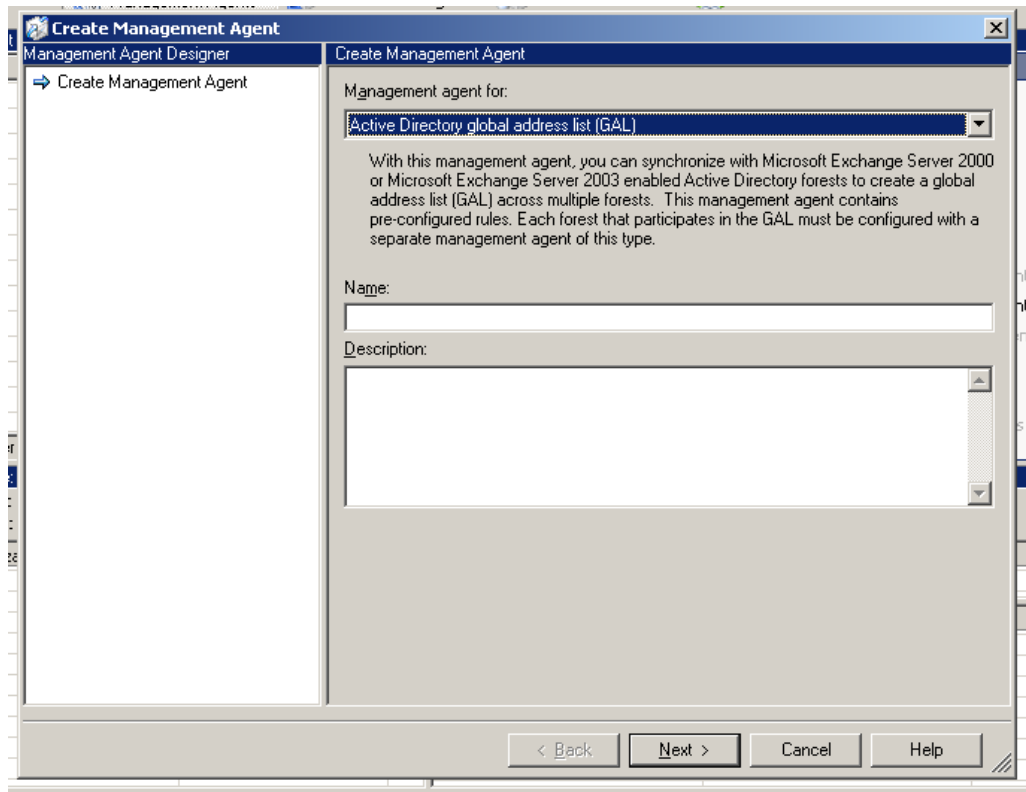 Create Management Agent
Management Agent Designer
Create Management Agent
Create Management Agent
Management agent for:
Active Directory global address list (GAL)
With this management agent, you can synchronize with Microsoft Exchange Server 2000
or Microsoft Exchange Server 2003 enabled Active Directory forests to create a global
address list (GAL) across multiple forests. This management agent contains
pre-configured rules. Each forest that participates in the GAL must be configured with a
separate management agent of this type.
Name:
Description:
< Back
Next >
Cancel
Help